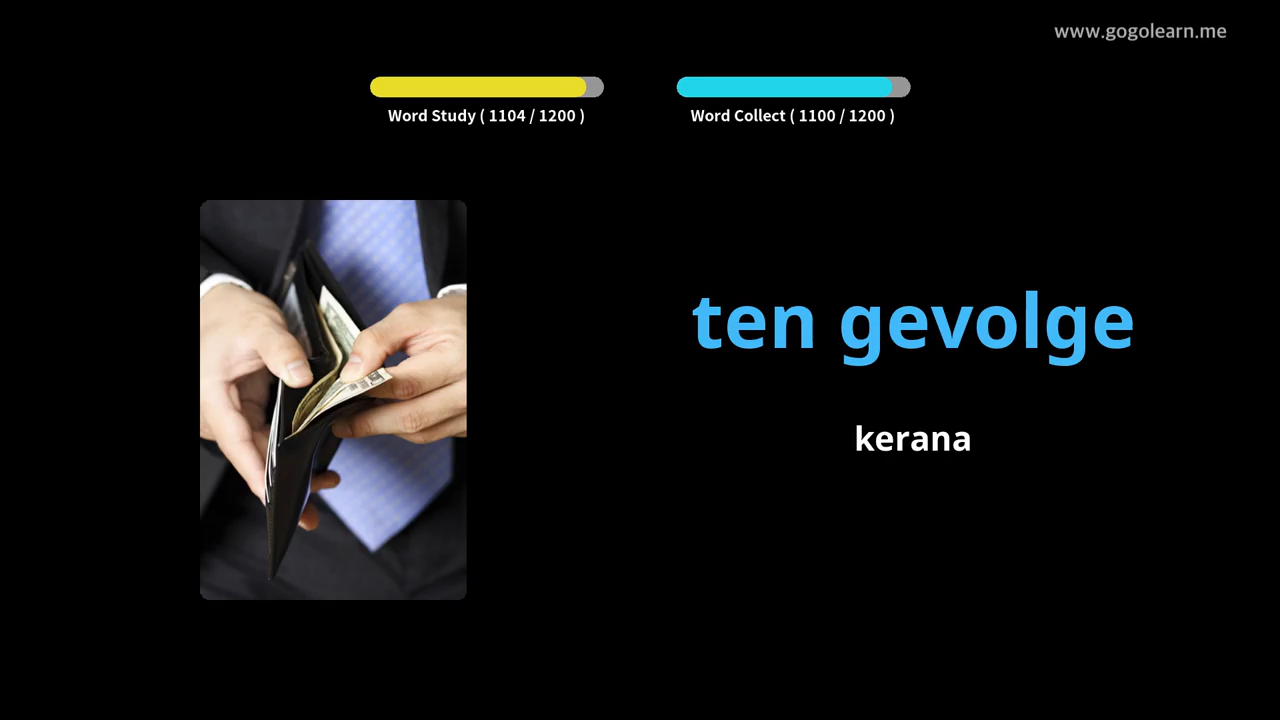 www.gogolearn.me
Word Study ( 1104 / 1200 )
Word Collect ( 1100 / 1200 )
ten gevolge
kerana